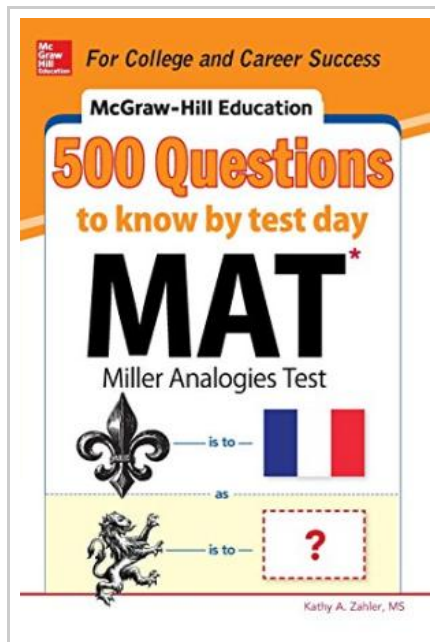 Mc
Graw
Hill
Education
For College and Career Success
McGraw-Hill Education
500 Questions
to know by test day
MAT*
Miller Analogies Test
is to
as
is to
?
Kathy A. Zahler, MS